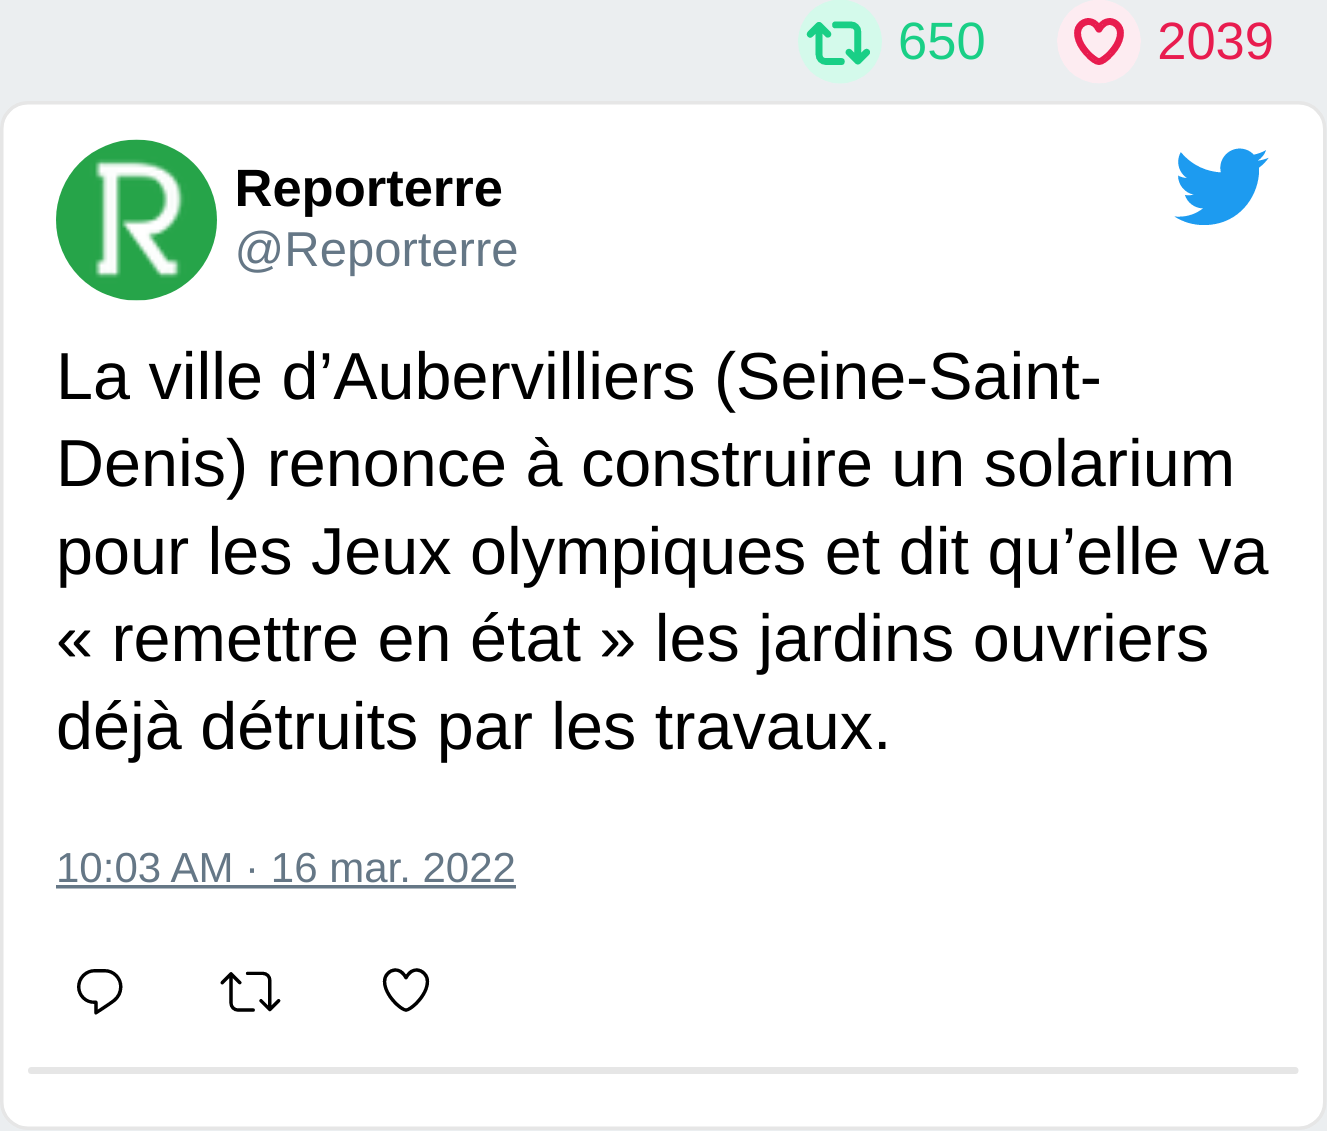 650 2039
R
Reporterre
@Reporterre
La ville d’Aubervilliers (Seine-Saint-
Denis) renonce à construire un solarium
pour les Jeux olympiques et dit qu’elle va
« remettre en état » les jardins ouvriers
déjà détruits par les travaux.
10:03 AM · 16 mar. 2022